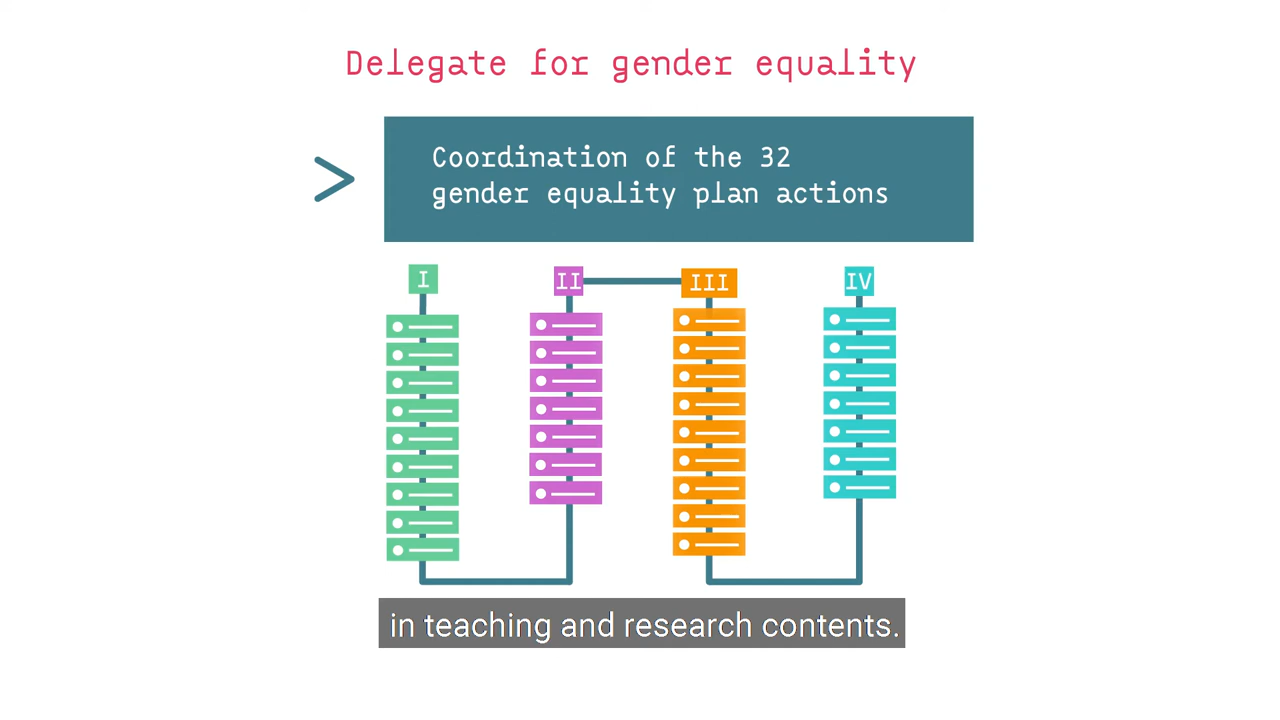 Delegate for gender equality
Coordination of the 32
gender equality plan actions
I
II
III
IV
in teaching and research contents.